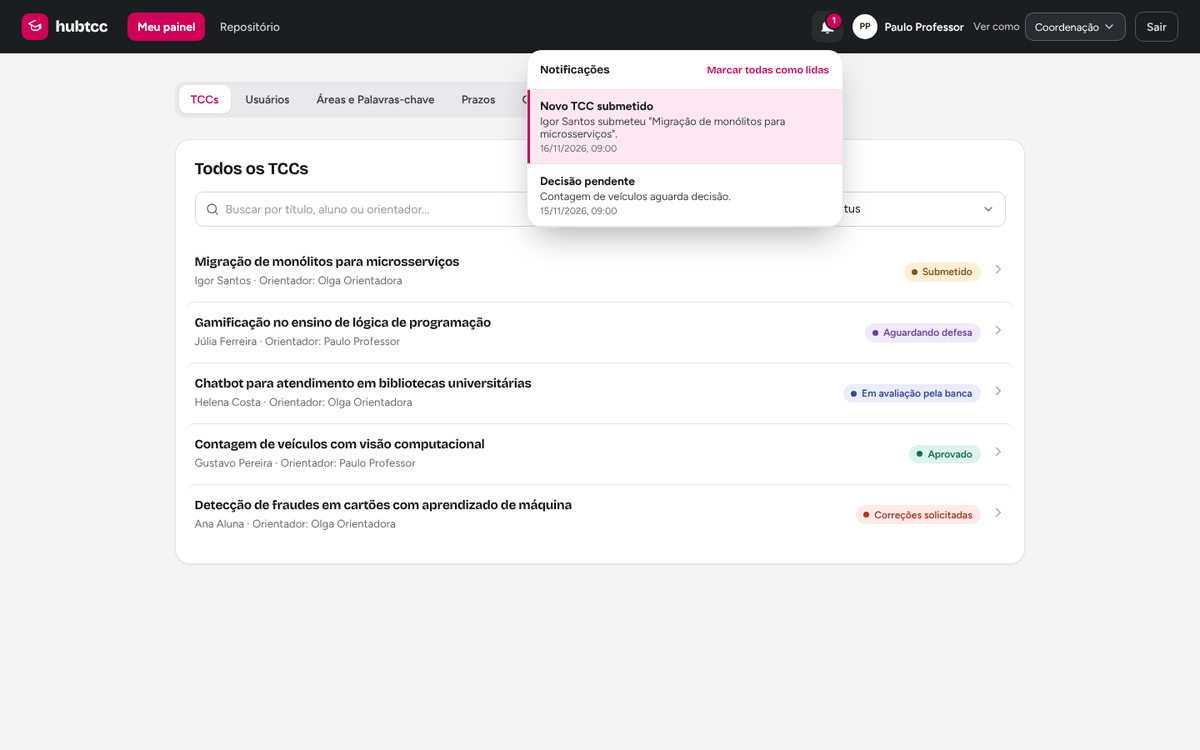 hubtcc
Meu painel
Repositório
1
PP
Paulo Professor
Ver como
Coordenação
Sair
Notificações
Marcar todas como lidas
Novo TCC submetido
Igor Santos submeteu "Migração de monólitos para
microsserviços".
16/11/2026, 09:00
Decisão pendente
Contagem de veículos aguarda decisão.
15/11/2026, 09:00
TCCs
Usuários
Áreas e Palavras-chave
Prazos
Todos os TCCs
Buscar por título, aluno ou orientador...
Migração de monólitos para microsserviços
Igor Santos · Orientador: Olga Orientadora
Submetido
Gamificação no ensino de lógica de programação
Júlia Ferreira · Orientador: Paulo Professor
Aguardando defesa
Chatbot para atendimento em bibliotecas universitárias
Helena Costa · Orientador: Olga Orientadora
Em avaliação pela banca
Contagem de veículos com visão computacional
Gustavo Pereira · Orientador: Paulo Professor
Aprovado
Detecção de fraudes em cartões com aprendizado de máquina
Ana Aluna · Orientador: Olga Orientadora
Correções solicitadas